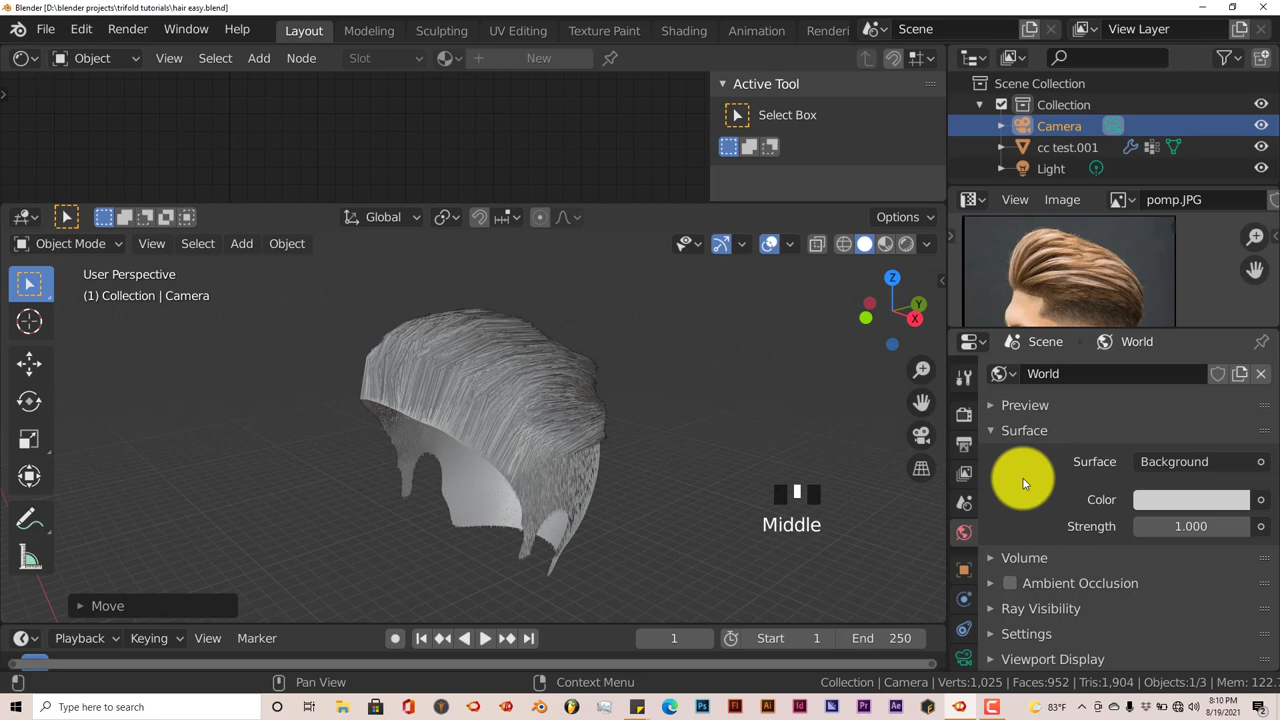 Blender [D:\blender projects\trifold tutorials\hair easy.blend]
File Edit Render Window Help Layout Modeling Sculpting UV Editing Texture Paint Shading Animation Renderi Scene View Layer
Object View Select Add Node Slot New
Active Tool
Select Box
Scene Collection
Collection
Camera
cc test.001
Light
View Image pomp.JPG
Global Options
Object Mode View Select Add Object
User Perspective
(1) Collection | Camera
Z
Y
X
Scene World
World
Preview
Surface
Surface Background
Color
Strength 1.000
Volume
Ambient Occlusion
Ray Visibility
Settings
Viewport Display
Middle
Move
Playback Keying View Marker 1 Start 1 End 250
Pan View Context Menu Collection | Camera | Verts:1,025 | Faces:952 | Tris:1,904 | Objects:1/3 | Mem: 122.7
Type here to search
83°F
8:10 PM
8/19/2021